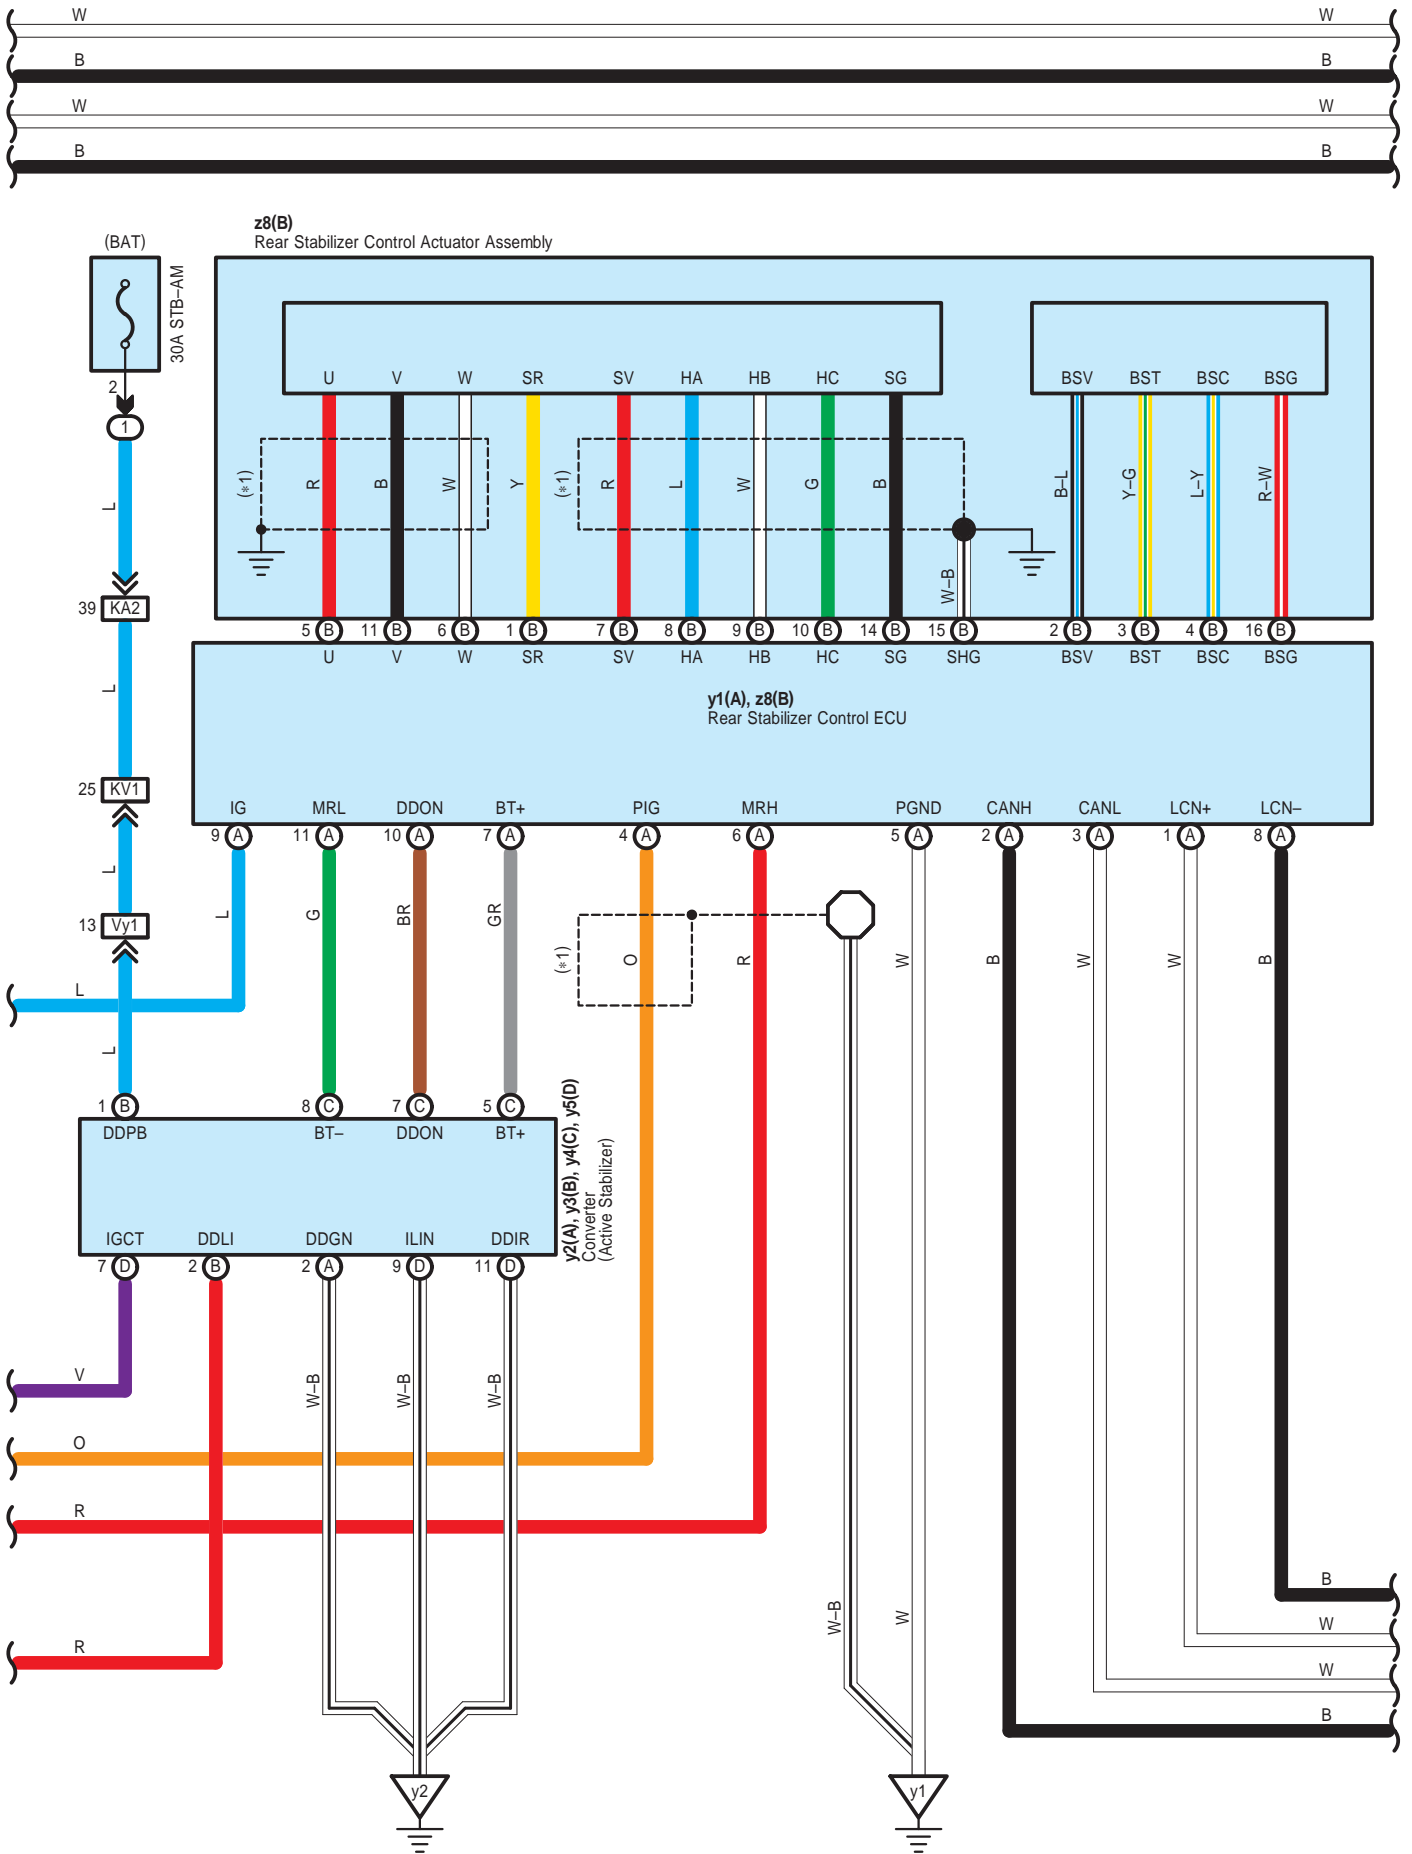 W W
B B
W W
B B
z8(B)
Rear Stabilizer Control Actuator Assembly
(BAT)
30A STB–AM
2
1
U V W SR SV HA HB HC SG BSV BST BSC BSG
(*1) R B W Y (*1) R L W G B B–L Y–G L–Y R–W
L
W–B
39 KA2
5 B 11 B 6 B 1 B 7 B 8 B 9 B 10 B 14 B 15 B 2 B 3 B 4 B 16 B
U V W SR SV HA HB HC SG SHG BSV BST BSC BSG
L
y1(A), z8(B)
Rear Stabilizer Control ECU
25 KV1
IG MRL DDON BT+ PIG MRH PGND CANH CANL LCN+ LCN–
9 A 11 A 10 A 7 A 4 A 6 A 5 A 2 A 3 A 1 A 8 A
L
L G BR GR
13 Vy1
(*1) O R W B W W B
L
L
1 B 8 C 7 C 5 C
DDPB BT– DDON BT+
y2(A), y3(B), y4(C), y5(D)
Converter
(Active Stabilizer)
IGCT DDLI DDGN ILIN DDIR
7 D 2 B 2 A 9 D 11 D
V
W–B W–B W–B
O
R
B
W–B W
W
R
W
B
y2 y1